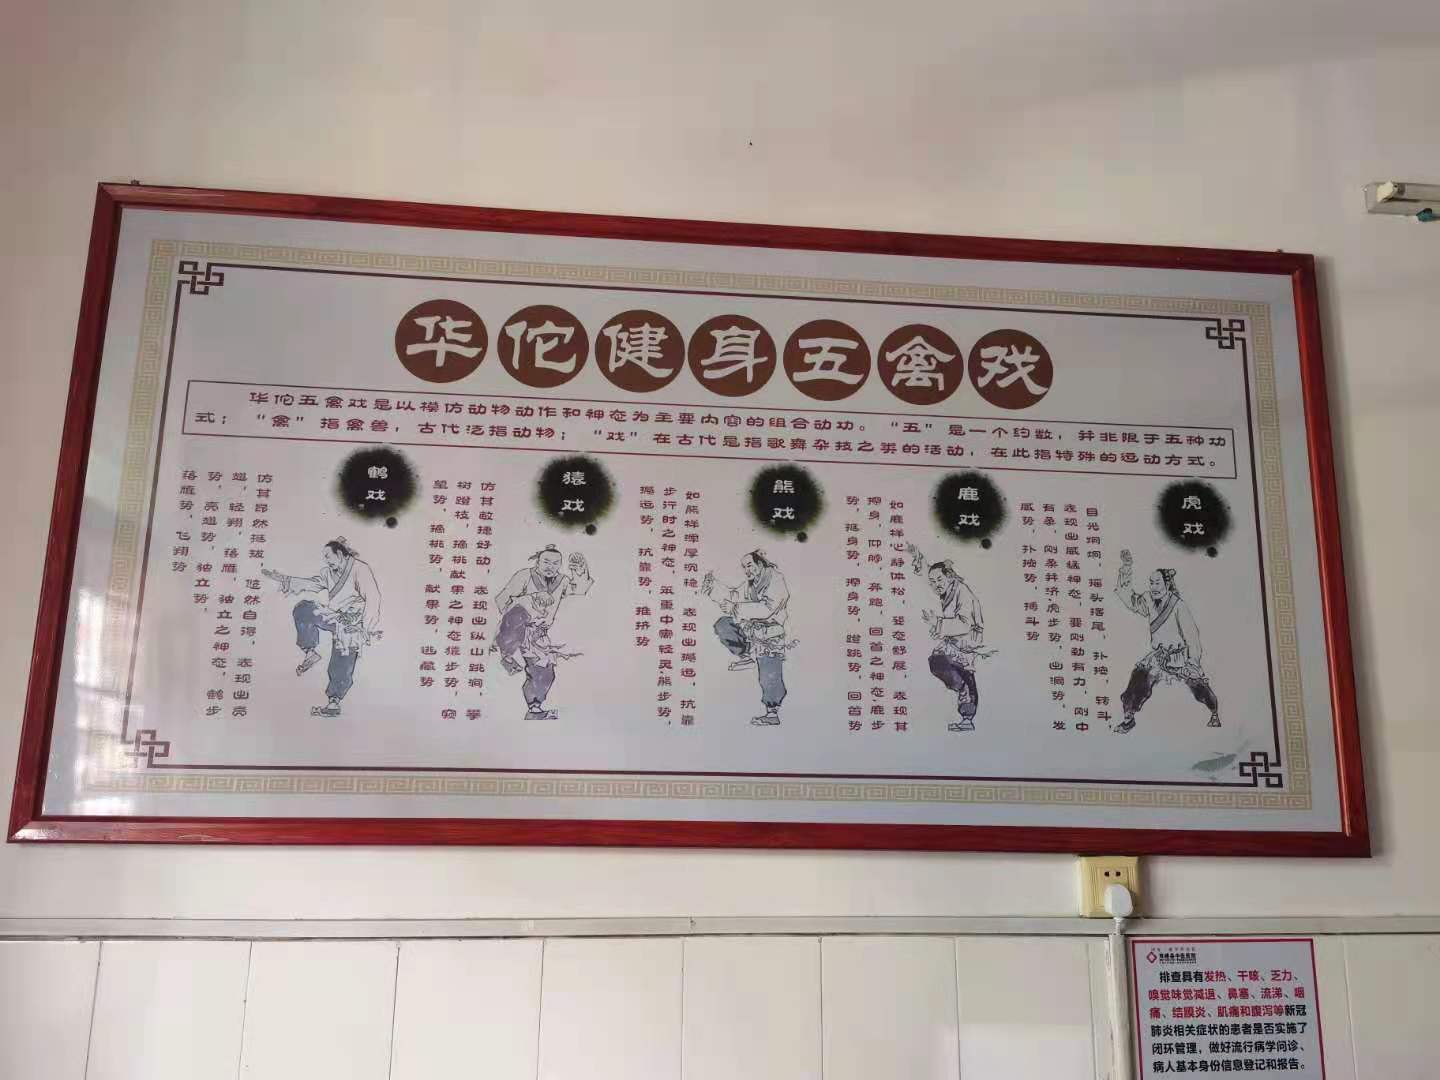 华佗健身五禽戏
华佗五禽戏是以模仿动物动作和神态为主要内容的组合动功。“五”是一个约数，并非限于五种功
式；“禽”指禽兽，古代泛指动物；“戏”在古代是指歌舞杂技之类的活动，在此指特殊的运动方式。
虎戏
目光炯炯，摇头摆尾，扑按，转斗，
表现出威猛神态，要刚劲有力，刚中
有柔，刚柔并济·虎步势，出洞势，发
威势，扑按势，搏斗势
鹿戏
如鹿样心静体松，姿态舒展，表现其
探身，仰脖，奔跑，回首之神态·鹿步
势，挺身势，探身势，蹬跳势，回首势
熊戏
如熊样浑厚沉稳，表现出撼运，抗靠
步行时之神态，笨重中寓轻灵·熊步势，
撼运势，抗靠势，推挤势
猿戏
仿其敏捷好动，表现出纵山跳涧，攀
树蹬枝，摘桃献果之神态·猿步势，窥
望势，摘桃势，献果势，逃藏势
鹤戏
仿其昂然挺拔，悠然自得，表现出亮
翅，轻翔，落雁，独立之神态，鹤步
势，亮翅势，独立势，
落雁势，飞翔势
排查具有发热、干咳、乏力、
嗅觉味觉减退、鼻塞、流涕、咽
痛、结膜炎、肌痛和腹泻等新冠
肺炎相关症状的患者是否实施了
闭环管理，做好流行病学问诊、
病人基本身份信息登记和报告。